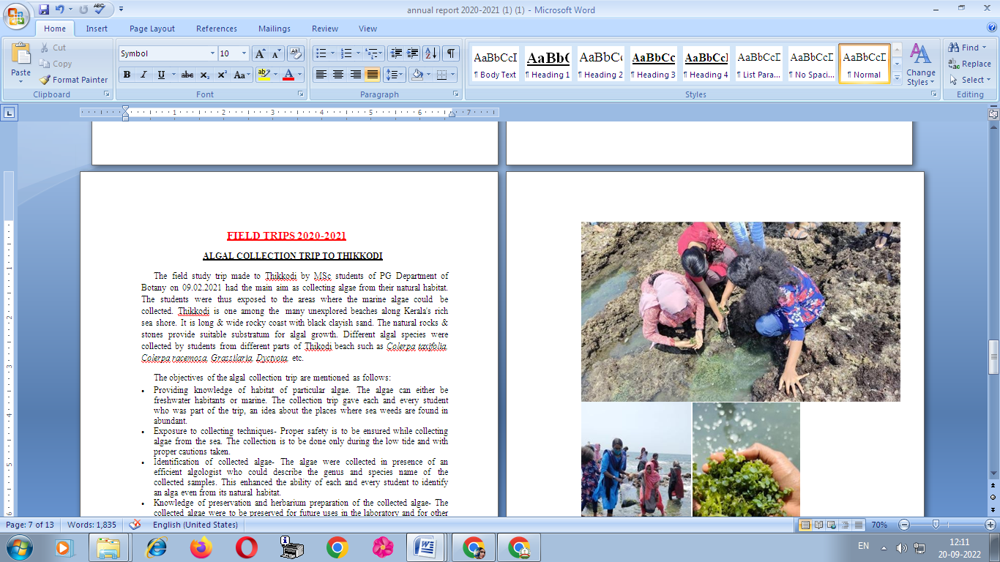 annual report 2020-2021 (1) (1) - Microsoft Word
Home Insert Page Layout References Mailings Review View
Paste
Cut
Copy
Format Painter
Clipboard
Symbol 10
Font
Paragraph
AaBbCcI AaBbC AaBbCc AaBbCc AaBbCcI AaBbCcD AaBbCcD AaBbCcD
¶ Body Text ¶ Heading 1 ¶ Heading 2 ¶ Heading 3 ¶ Heading 4 ¶ List Para... ¶ No Spaci... ¶ Normal
Change Styles
Styles
Find
Replace
Select
Editing
1 2 3 4 5 6 7
FIELD TRIPS 2020-2021
ALGAL COLLECTION TRIP TO THIKKODI
The field study trip made to Thikkodi by MSc students of PG Department of
Botany on 09.02.2021 had the main aim as collecting algae from their natural habitat.
The students were thus exposed to the areas where the marine algae could be
collected. Thikkodi is one among the many unexplored beaches along Kerala's rich
sea shore. It is long & wide rocky coast with black clayish sand. The natural rocks &
stones provide suitable substratum for algal growth. Different algal species were
collected by students from different parts of Thikodi beach such as Colerpa taxifolia,
Colerpa racemosa, Grassilaria, Dyctyota, etc.
The objectives of the algal collection trip are mentioned as follows:
• Providing knowledge of habitat of particular algae. The algae can either be
freshwater habitants or marine. The collection trip gave each and every student
who was part of the trip, an idea about the places where sea weeds are found in
abundant.
• Exposure to collecting techniques- Proper safety is to be ensured while collecting
algae from the sea. The collection is to be done only during the low tide and with
proper cautions taken.
• Identification of collected algae- The algae were collected in presence of an
efficient algologist who could describe the genus and species name of the
collected samples. This enhanced the ability of each and every student to identify
an alga even from its natural habitat.
• Knowledge of preservation and herbarium preparation of the collected algae- The
collected algae were to be preserved for future uses in the laboratory and for other
Page: 7 of 13 Words: 1,835 English (United States) 70%
EN 12:11
20-09-2022